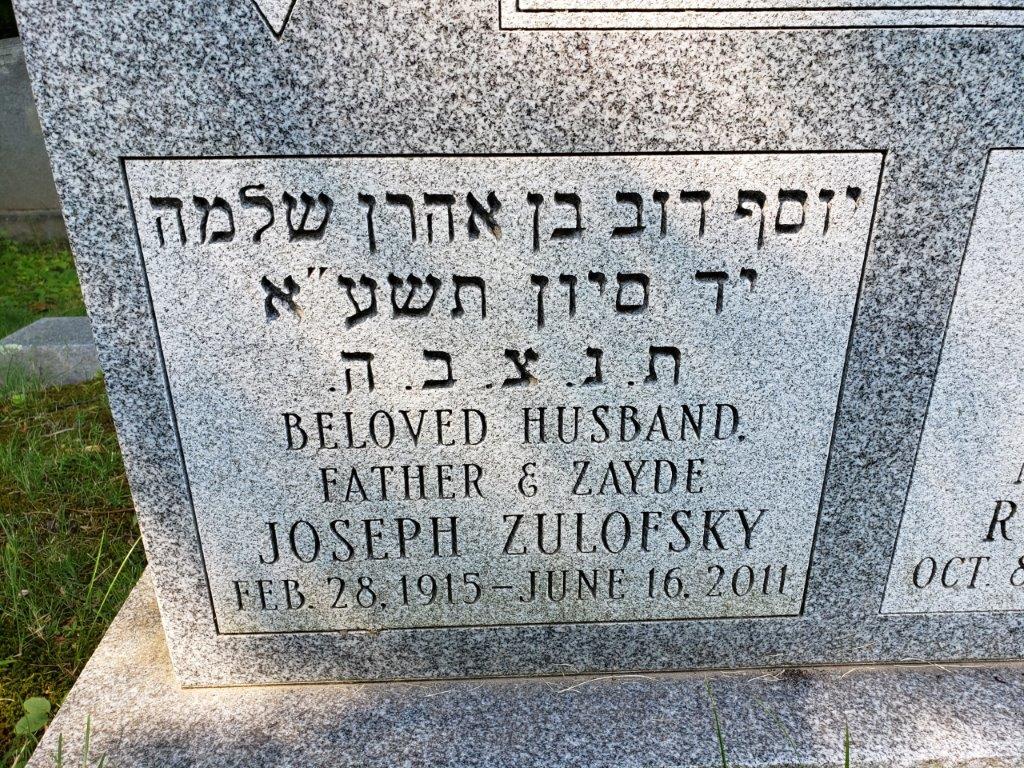 יוסף דוב בן אהרן שלמה
יד סיון תשע״א
ת. נ. צ. ב. ה.
BELOVED HUSBAND,
FATHER & ZAYDE
JOSEPH ZULOFSKY
FEB. 28, 1915 – JUNE 16, 2011
R
OCT. 8